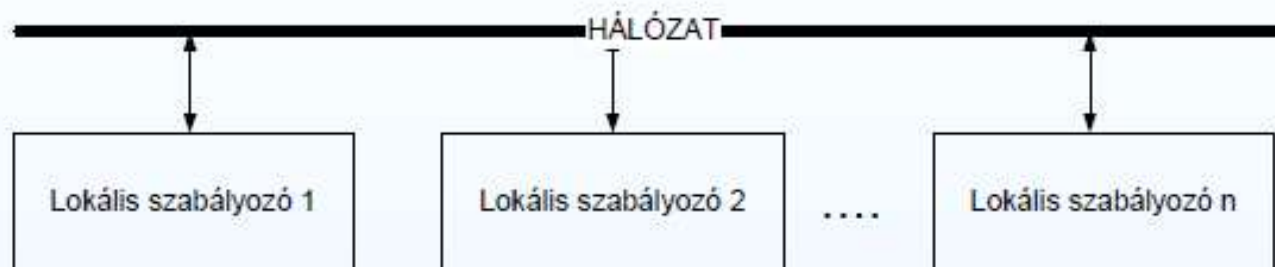 HÁLÓZAT
Lokális szabályozó 1
Lokális szabályozó 2
....
Lokális szabályozó n